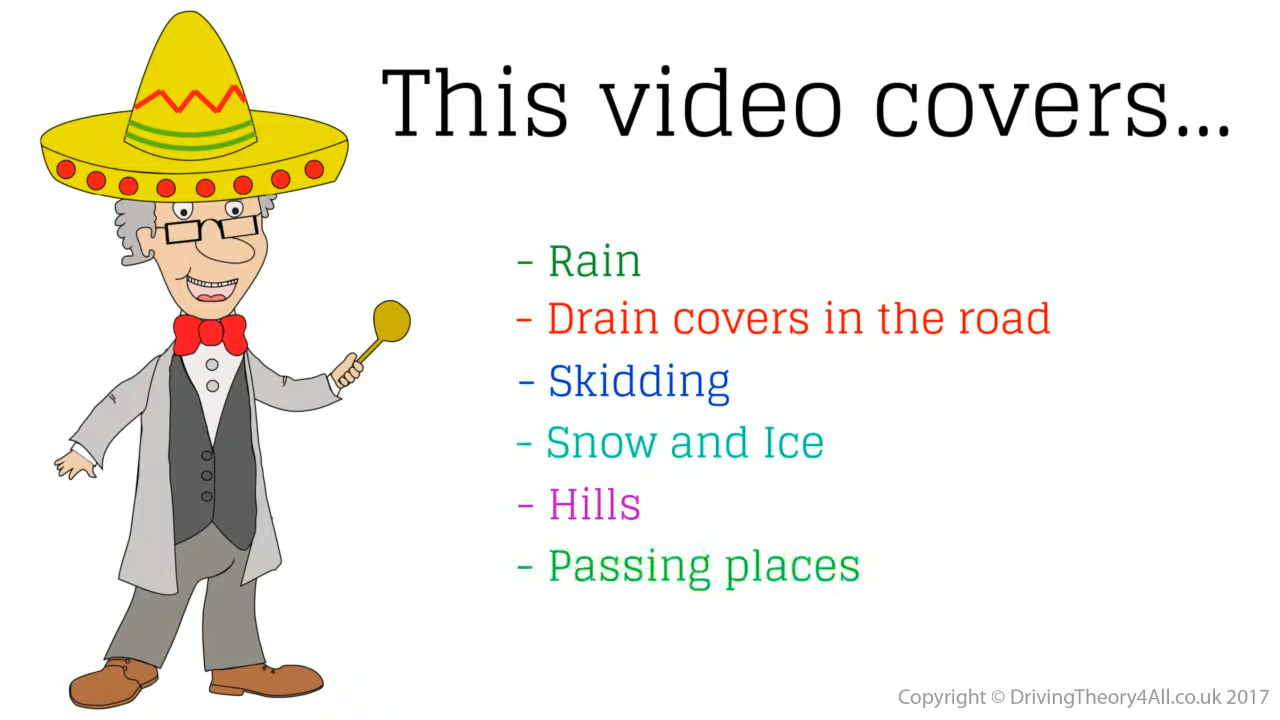 This video covers...
- Rain
- Drain covers in the road
- Skidding
- Snow and Ice
- Hills
- Passing places
Copyright © DrivingTheory4All.co.uk 2017